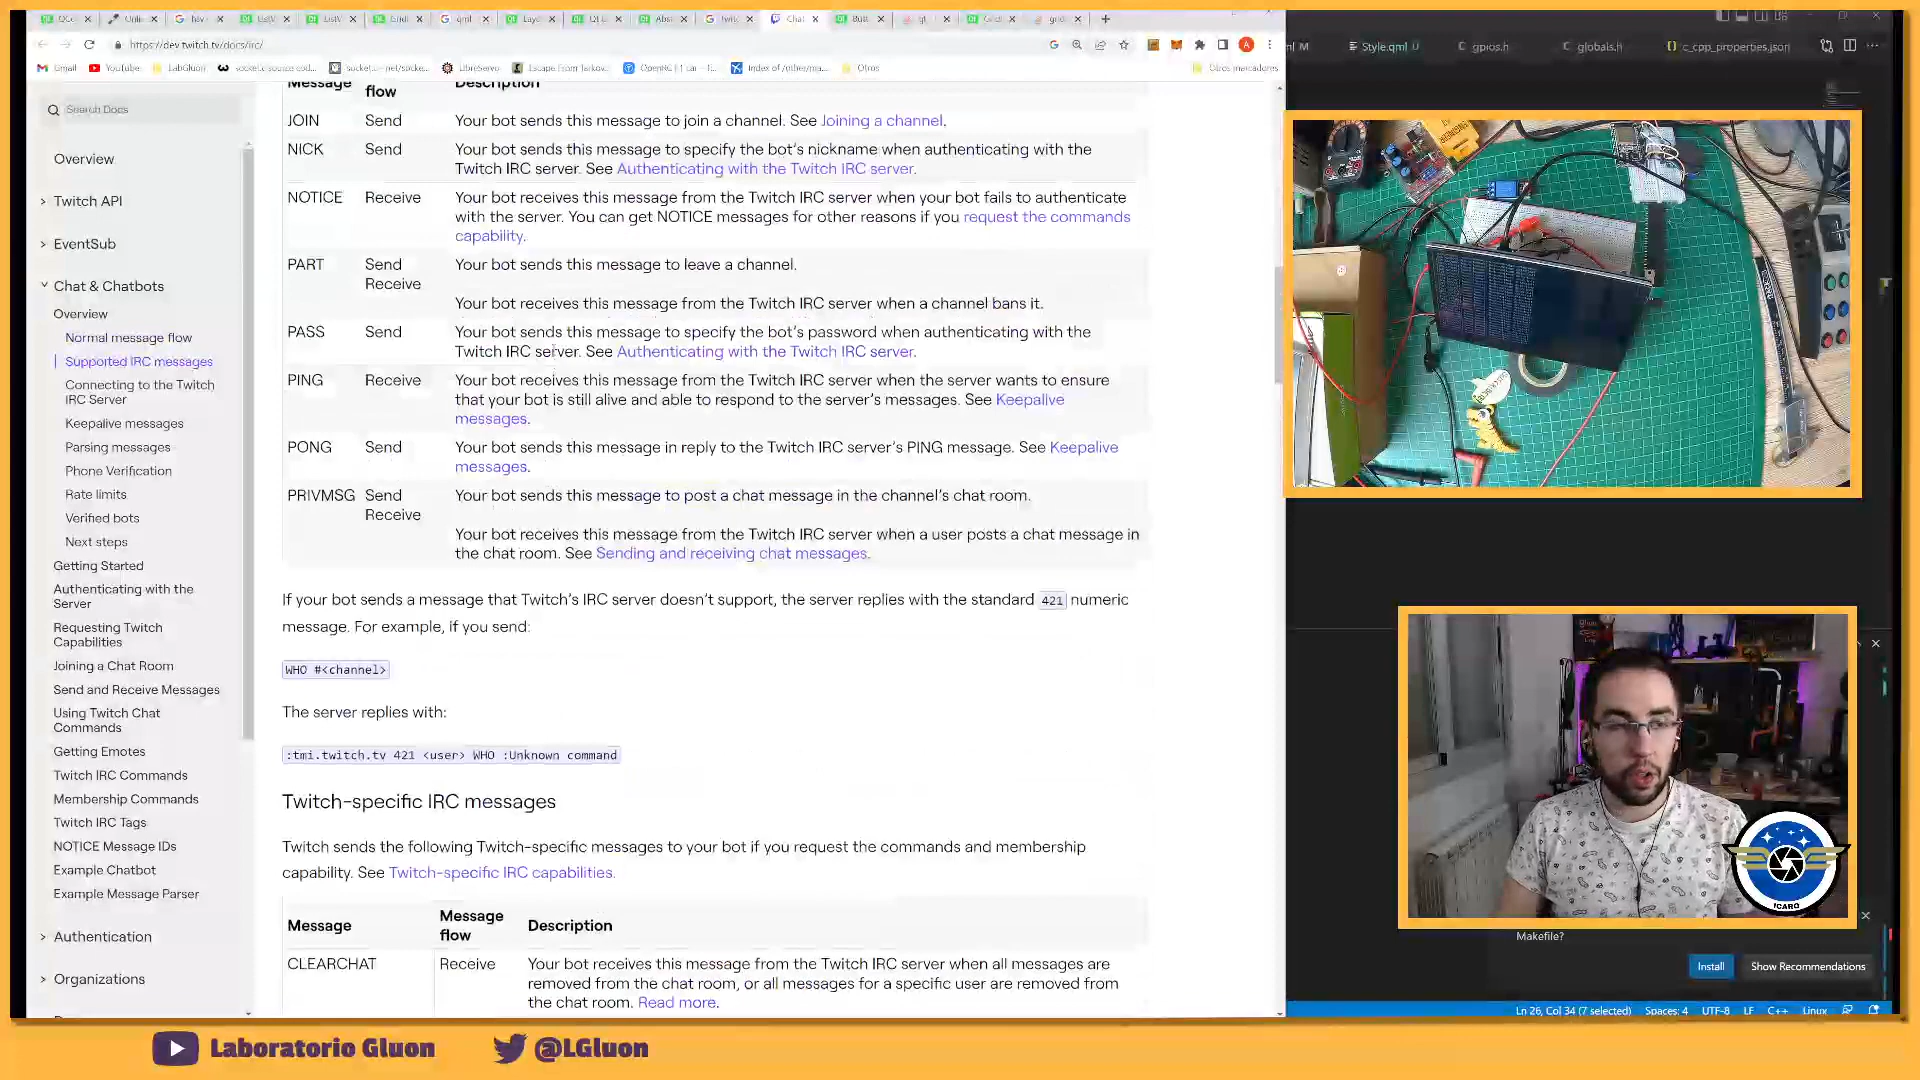 https://dev.twitch.tv/docs/irc/
Style.qml U
gpios.h
globals.h
c_cpp_properties.json
Gmail
YouTube
LabGluon
LibreServo
Index of /other/ma...
Otros
Otros marcadores
Search Docs
Overview
Twitch API
EventSub
Chat & Chatbots
Overview
Normal message flow
Supported IRC messages
Connecting to the Twitch
IRC Server
Keepalive messages
Parsing messages
Phone Verification
Rate limits
Verified bots
Next steps
Getting Started
Authenticating with the
Server
Requesting Twitch
Capabilities
Joining a Chat Room
Send and Receive Messages
Using Twitch Chat
Commands
Getting Emotes
Twitch IRC Commands
Membership Commands
Twitch IRC Tags
NOTICE Message IDs
Example Chatbot
Example Message Parser
Authentication
Organizations
Message flow Description
JOIN Send Your bot sends this message to join a channel. See Joining a channel.
NICK Send Your bot sends this message to specify the bot's nickname when authenticating with the
Twitch IRC server. See Authenticating with the Twitch IRC server.
NOTICE Receive Your bot receives this message from the Twitch IRC server when your bot fails to authenticate
with the server. You can get NOTICE messages for other reasons if you request the commands
capability.
PART Send Your bot sends this message to leave a channel.
Receive
Your bot receives this message from the Twitch IRC server when a channel bans it.
PASS Send Your bot sends this message to specify the bot's password when authenticating with the
Twitch IRC server. See Authenticating with the Twitch IRC server.
PING Receive Your bot receives this message from the Twitch IRC server when the server wants to ensure
that your bot is still alive and able to respond to the server's messages. See Keepalive
messages.
PONG Send Your bot sends this message in reply to the Twitch IRC server's PING message. See Keepalive
messages.
PRIVMSG Send Your bot sends this message to post a chat message in the channel's chat room.
Receive
Your bot receives this message from the Twitch IRC server when a user posts a chat message in
the chat room. See Sending and receiving chat messages.
If your bot sends a message that Twitch's IRC server doesn't support, the server replies with the standard 421 numeric
message. For example, if you send:
WHO #<channel>
The server replies with:
:tmi.twitch.tv 421 <user> WHO :Unknown command
Twitch-specific IRC messages
Twitch sends the following Twitch-specific messages to your bot if you request the commands and membership
capability. See Twitch-specific IRC capabilities.
Message Message flow Description
CLEARCHAT Receive Your bot receives this message from the Twitch IRC server when all messages are
removed from the chat room, or all messages for a specific user are removed from
the chat room. Read more.
ICARO
Makefile?
Install
Show Recommendations
Ln 26, Col 34 (7 selected) Spaces: 4 UTF-8 LF C++ Linux
Laboratorio Gluon
@LGluon